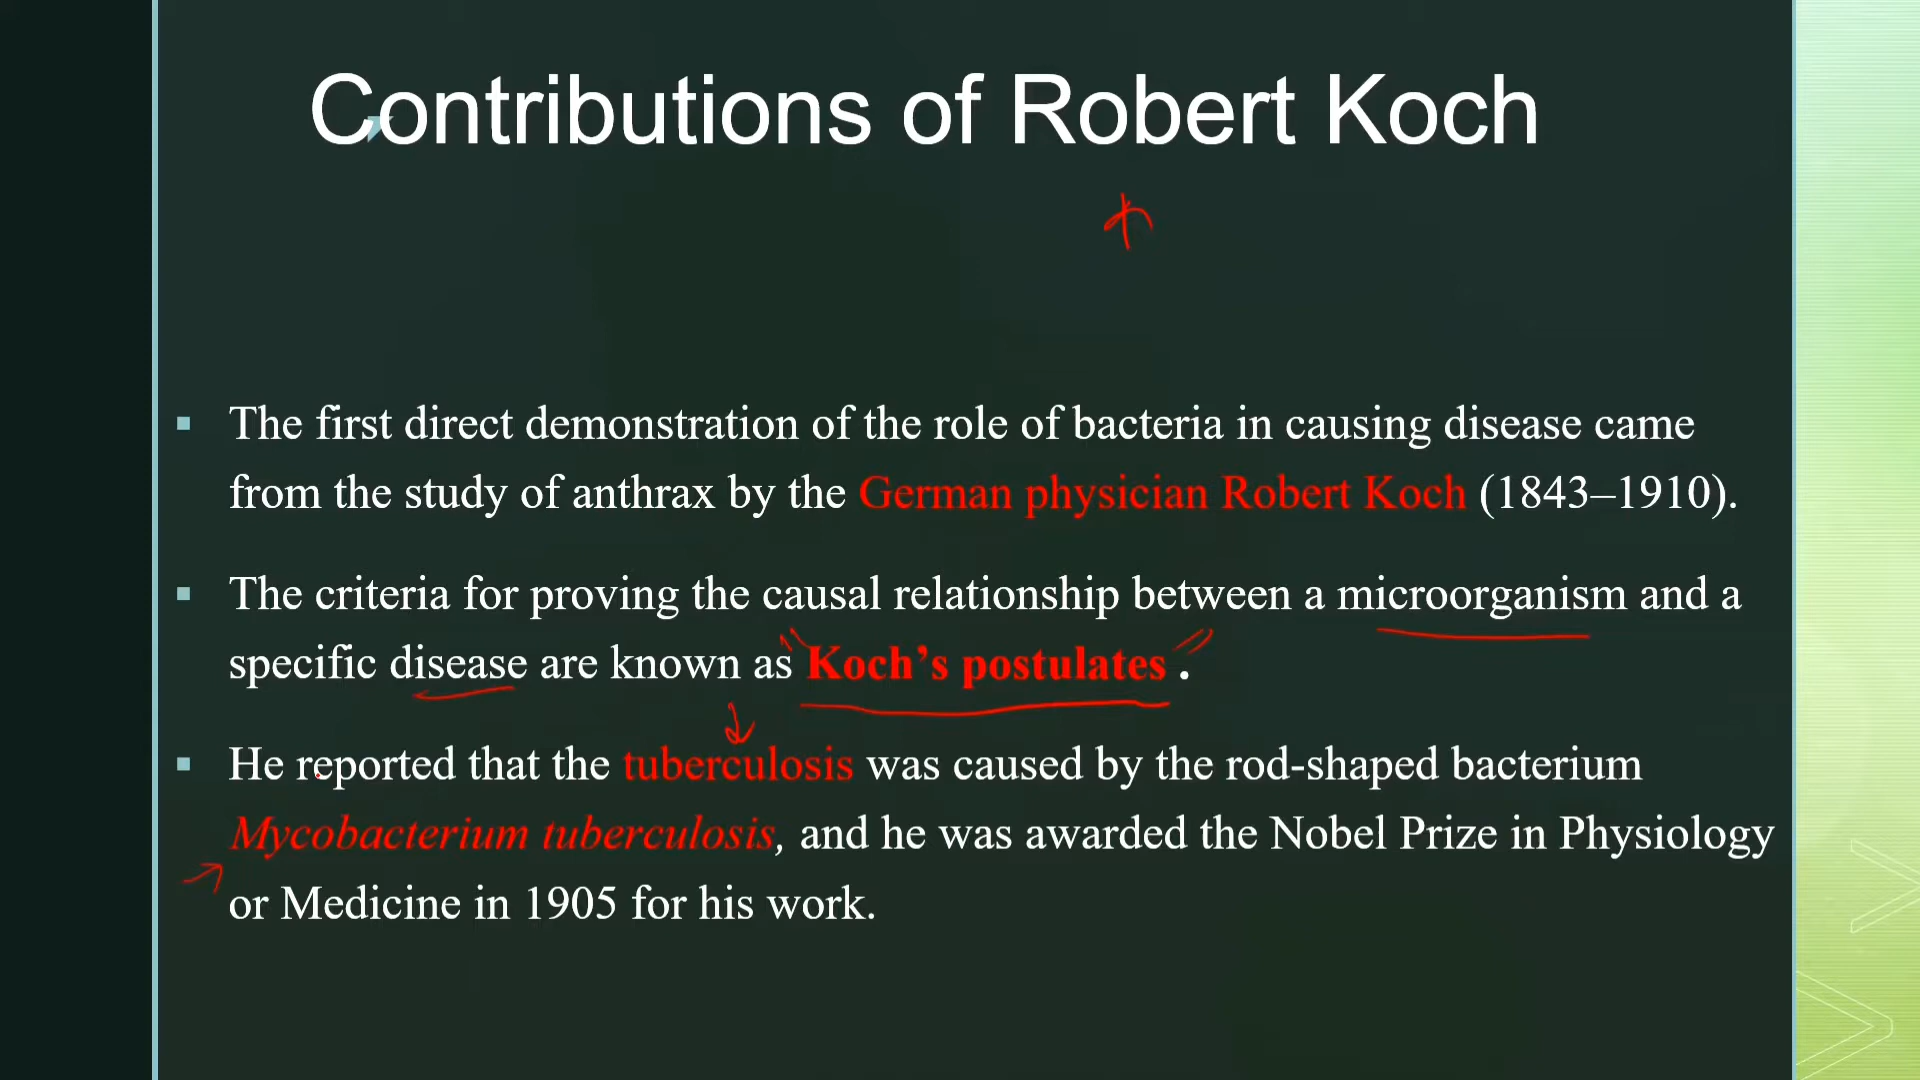 Contributions of Robert Koch
▪ The first direct demonstration of the role of bacteria in causing disease came
from the study of anthrax by the German physician Robert Koch (1843–1910).
▪ The criteria for proving the causal relationship between a microorganism and a
specific disease are known as Koch’s postulates .
▪ He reported that the tuberculosis was caused by the rod-shaped bacterium
Mycobacterium tuberculosis, and he was awarded the Nobel Prize in Physiology
or Medicine in 1905 for his work.